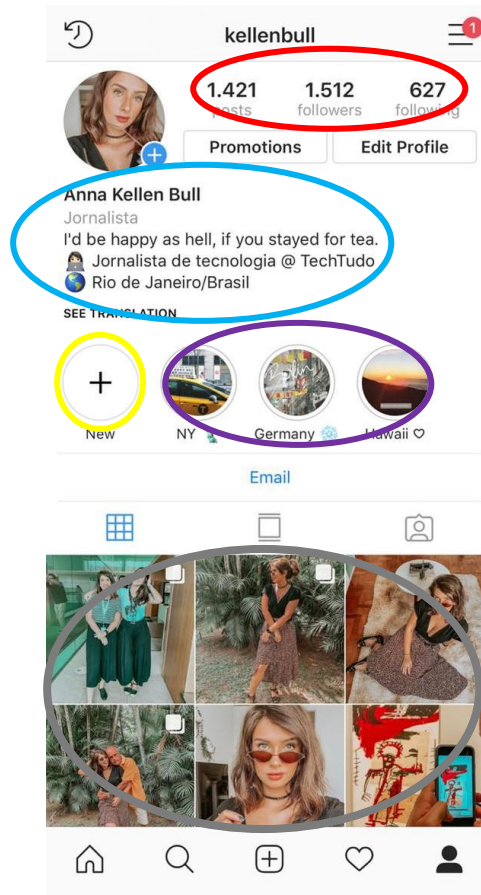 kellenbull
1
1.421 1.512 627
posts followers following
Promotions Edit Profile
Anna Kellen Bull
Jornalista
I'd be happy as hell, if you stayed for tea.
Jornalista de tecnologia @ TechTudo
Rio de Janeiro/Brasil
SEE TRANSLATION
New NY Germany Hawaii
Email